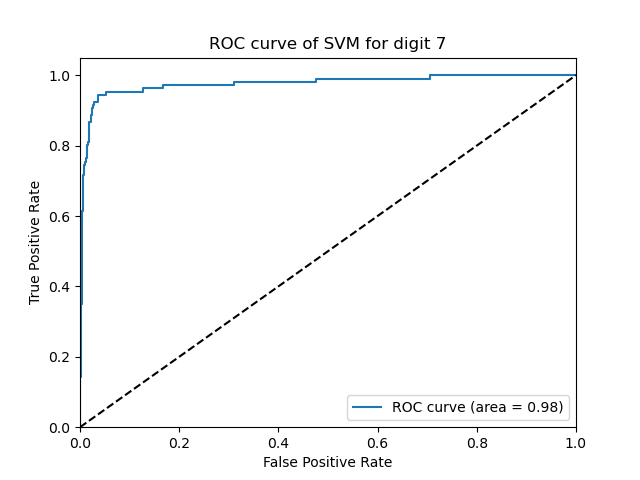 ROC curve of SVM for digit 7
True Positive Rate
1.0
0.8
0.6
0.4
0.2
0.0
ROC curve (area = 0.98)
0.0 0.2 0.4 0.6 0.8 1.0
False Positive Rate